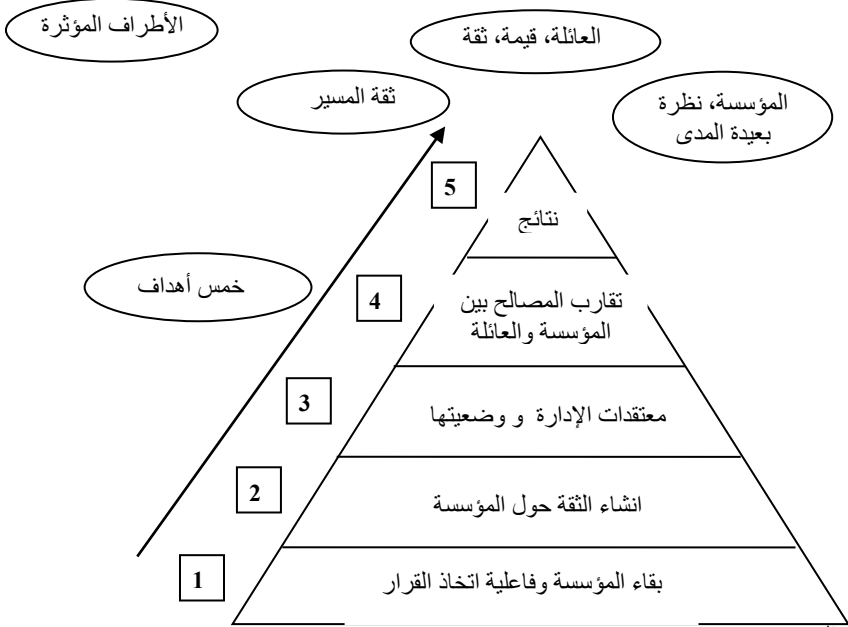 الأطراف المؤثرة
العائلة، قيمة، ثقة
ثقة المسير
المؤسسة، نظرة
بعيدة المدى
5
نتائج
خمس أهداف
4
تقارب المصالح بين
المؤسسة والعائلة
3
معتقدات الإدارة و وضعيتها
2
انشاء الثقة حول المؤسسة
1
بقاء المؤسسة وفاعلية اتخاذ القرار